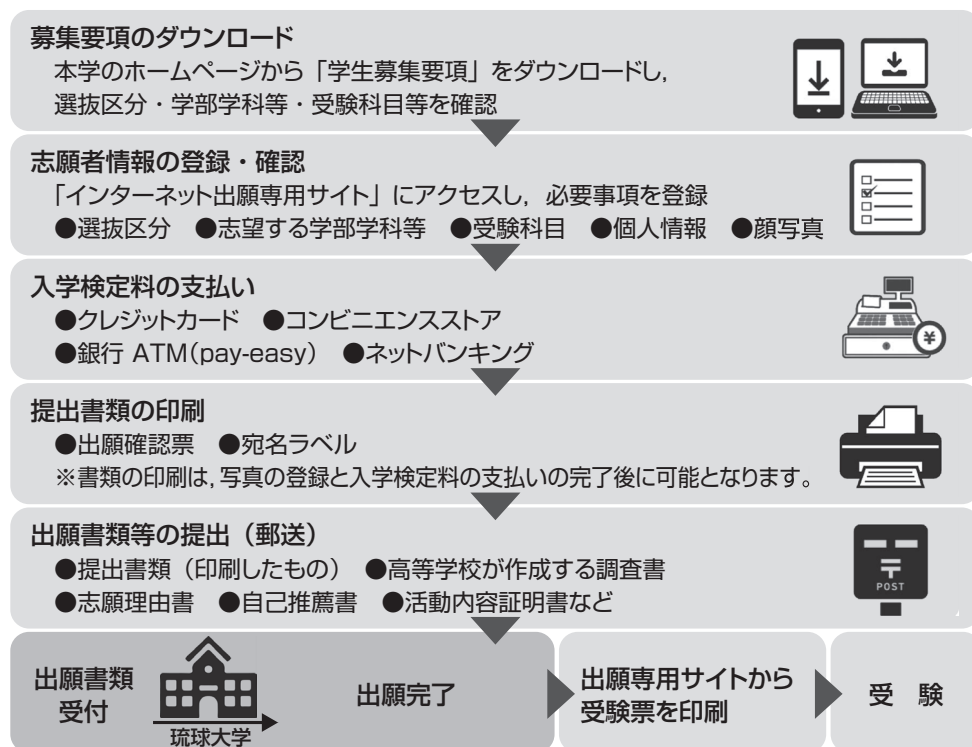 募集要項のダウンロード
本学のホームページから「学生募集要項」をダウンロードし,
選抜区分・学部学科等・受験科目等を確認
志願者情報の登録・確認
「インターネット出願専用サイト」にアクセスし, 必要事項を登録
●選抜区分 ●志望する学部学科等 ●受験科目 ●個人情報 ●顔写真
入学検定料の支払い
●クレジットカード ●コンビニエンスストア
●銀行 ATM(pay-easy) ●ネットバンキング
¥
提出書類の印刷
●出願確認票 ●宛名ラベル
※書類の印刷は,写真の登録と入学検定料の支払いの完了後に可能となります。
出願書類等の提出(郵送)
●提出書類(印刷したもの) ●高等学校が作成する調査書
●志願理由書 ●自己推薦書 ●活動内容証明書など
〒
POST
出願書類
受付
琉球大学
出願完了
出願専用サイトから
受験票を印刷
受 験